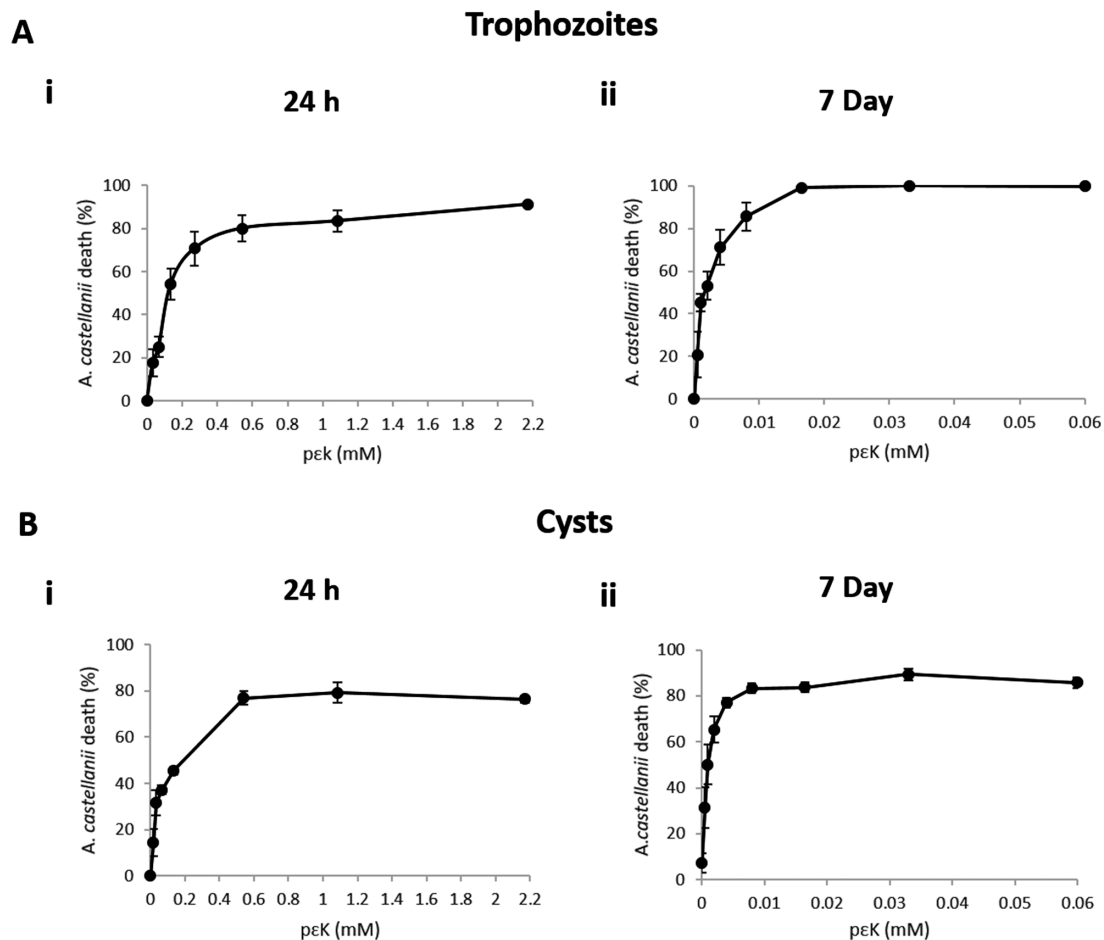 A
Trophozoites
i
24 h
ii
7 Day
A. castellanii death (%)
100
80
60
40
20
0
0 0.2 0.4 0.6 0.8 1 1.2 1.4 1.6 1.8 2 2.2
pεk (mM)
A. castellanii death (%)
100
80
60
40
20
0
0 0.01 0.02 0.03 0.04 0.05 0.06
pεK (mM)
B
Cysts
i
24 h
ii
7 Day
A. castellanii death (%)
100
80
60
40
20
0
0 0.2 0.4 0.6 0.8 1 1.2 1.4 1.6 1.8 2 2.2
pεK (mM)
A.castellanii death (%)
100
80
60
40
20
0
0 0.01 0.02 0.03 0.04 0.05 0.06
pεK (mM)